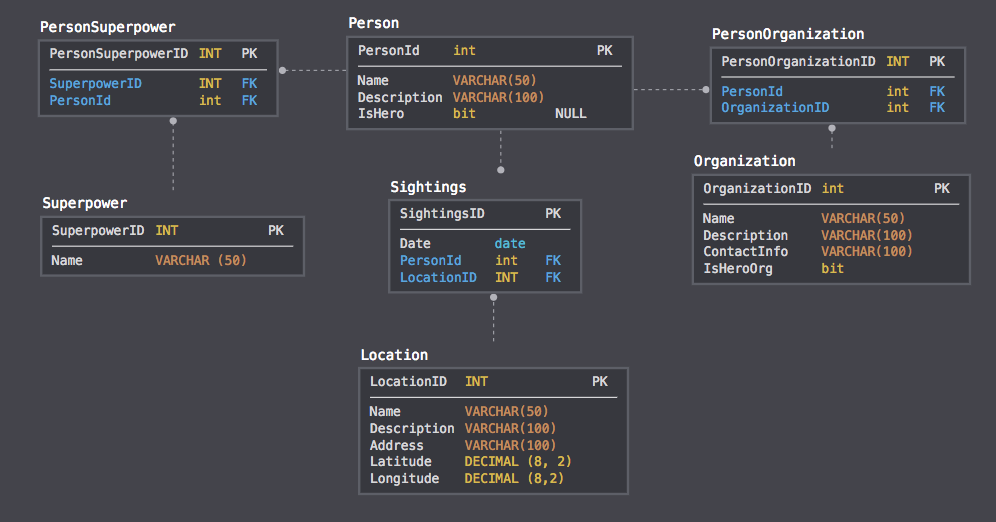 PersonSuperpower
PersonSuperpowerID INT PK
SuperpowerID INT FK
PersonId int FK
Person
PersonId int PK
Name VARCHAR(50)
Description VARCHAR(100)
IsHero bit NULL
PersonOrganization
PersonOrganizationID INT PK
PersonId int FK
OrganizationID int FK
Superpower
SuperpowerID INT PK
Name VARCHAR (50)
Sightings
SightingsID PK
Date date
PersonId int FK
LocationID INT FK
Organization
OrganizationID int PK
Name VARCHAR(50)
Description VARCHAR(100)
ContactInfo VARCHAR(100)
IsHeroOrg bit
Location
LocationID INT PK
Name VARCHAR(50)
Description VARCHAR(100)
Address VARCHAR(100)
Latitude DECIMAL (8, 2)
Longitude DECIMAL (8,2)